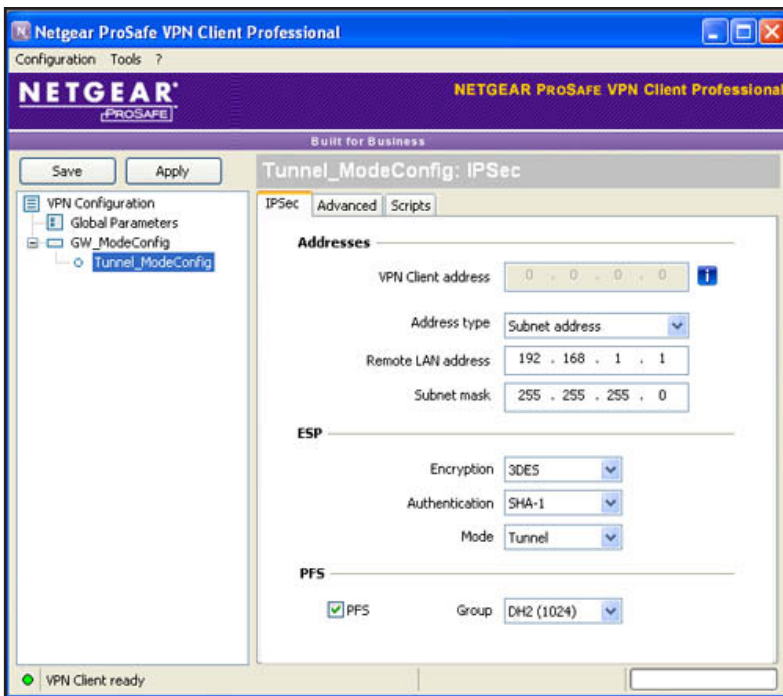 Netgear ProSafe VPN Client Professional
Configuration Tools ?
NETGEAR
PROSAFE
NETGEAR PROSAFE VPN Client Professional
Built for Business
Save
Apply
Tunnel_ModeConfig: IPSec
VPN Configuration
Global Parameters
GW_ModeConfig
Tunnel_ModeConfig
IPSec Advanced Scripts
Addresses
VPN Client address 0 . 0 . 0 . 0
Address type Subnet address
Remote LAN address 192 . 168 . 1 . 1
Subnet mask 255 . 255 . 255 . 0
ESP
Encryption 3DES
Authentication SHA-1
Mode Tunnel
PFS
PFS Group DH2 (1024)
VPN Client ready